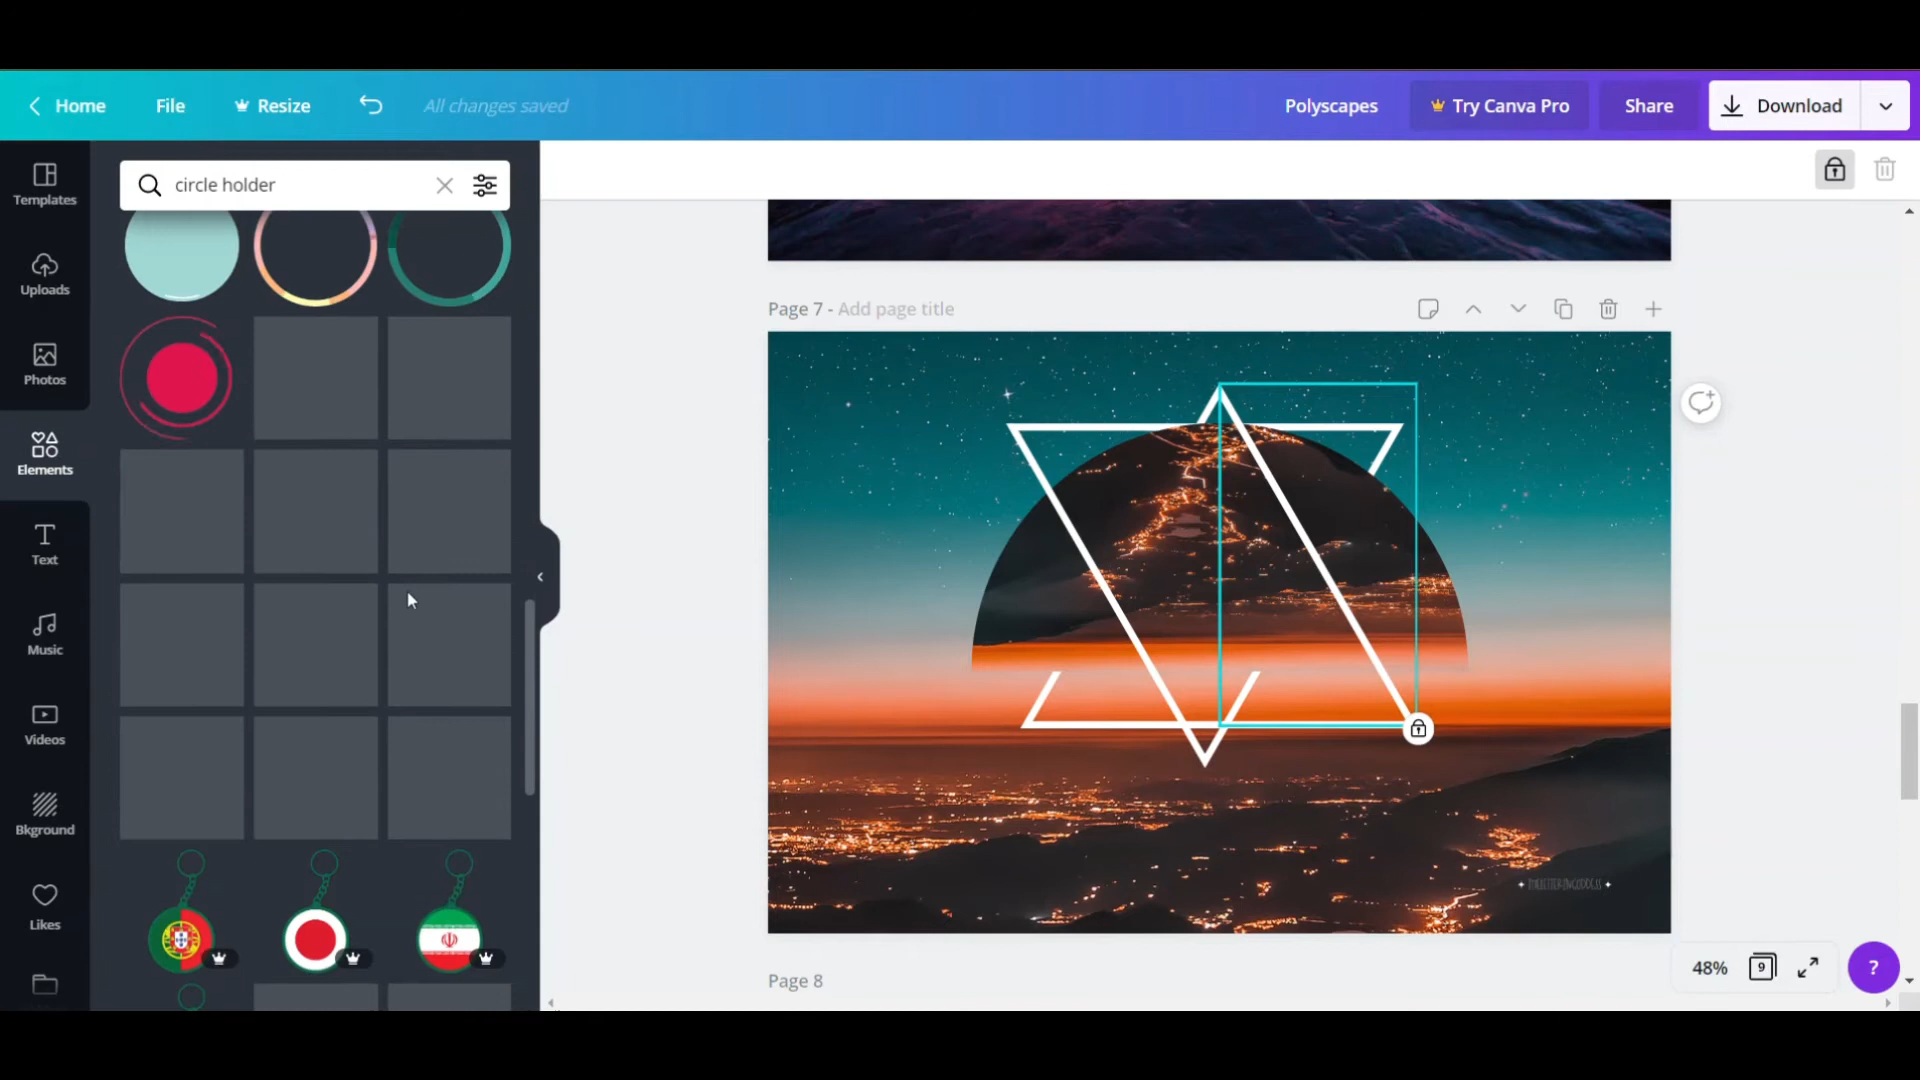 Home
File
Resize
All changes saved
Polyscapes
Try Canva Pro
Share
Download
Templates
circle holder
Uploads
Photos
Elements
Text
Music
Videos
Bkground
Likes
Page 7 - Add page title
Page 8
48%
9
?